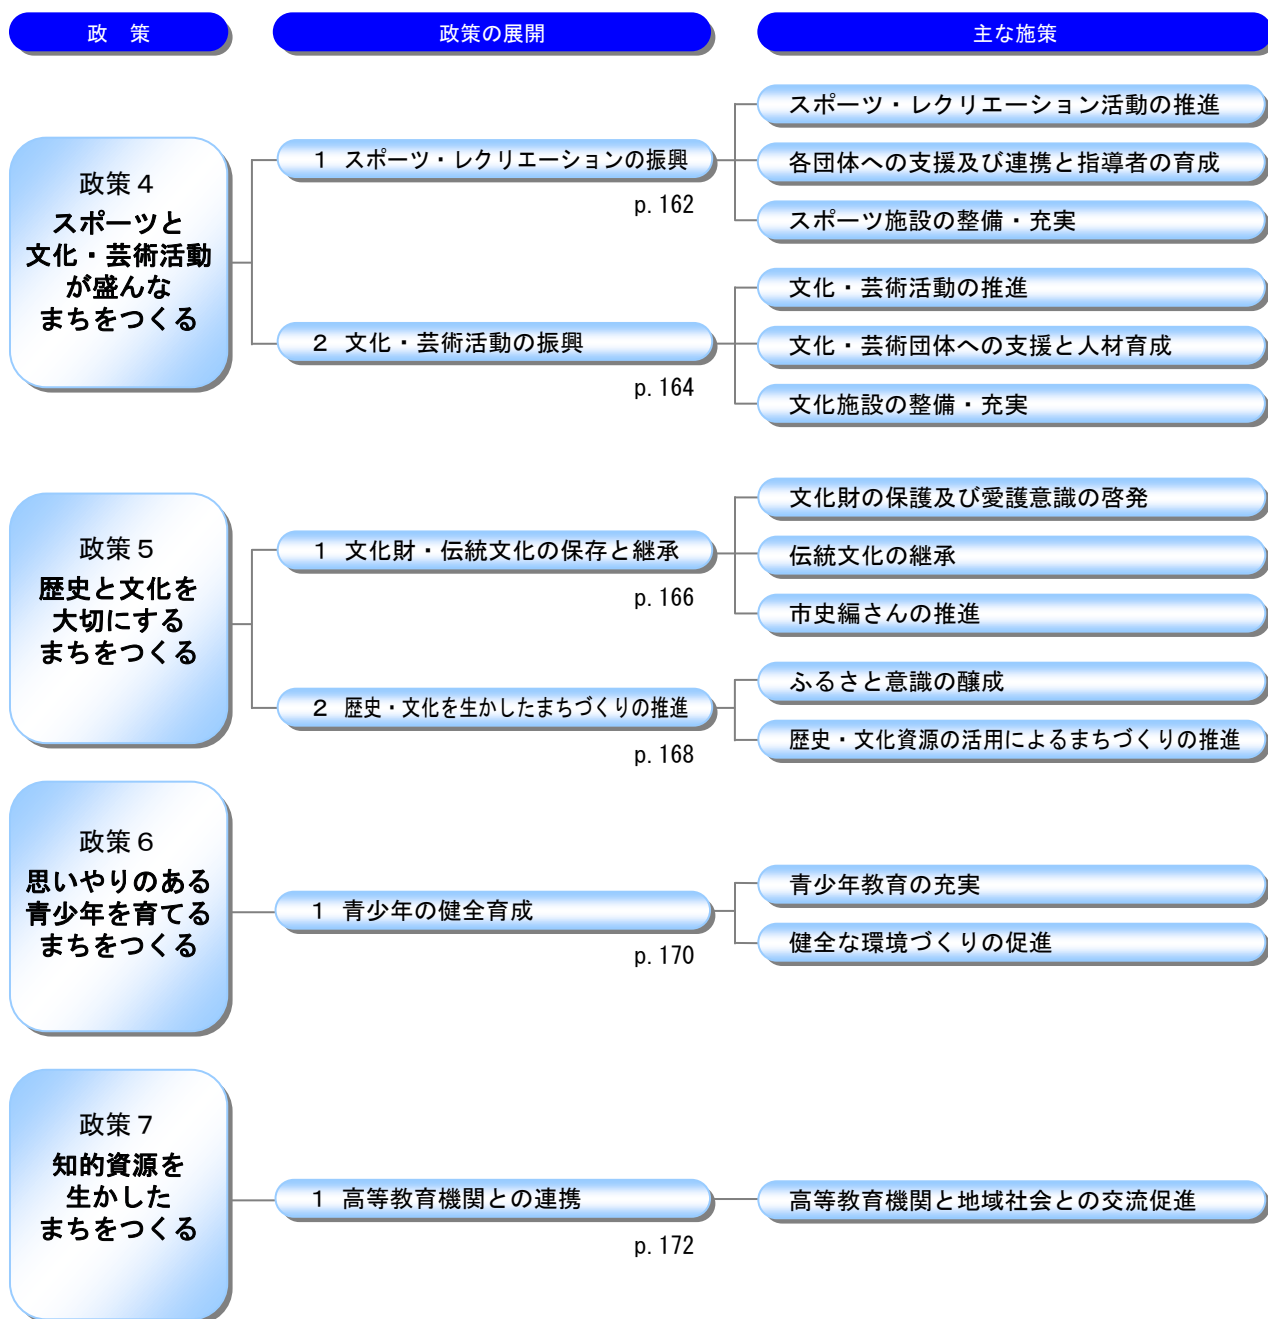 政　策
政策の展開
主な施策
政策４
スポーツと
文化・芸術活動
が盛んな
まちをつくる
１ スポーツ・レクリエーションの振興
p. 162
スポーツ・レクリエーション活動の推進
各団体への支援及び連携と指導者の育成
スポーツ施設の整備・充実
２ 文化・芸術活動の振興
p. 164
文化・芸術活動の推進
文化・芸術団体への支援と人材育成
文化施設の整備・充実
政策５
歴史と文化を
大切にする
まちをつくる
１ 文化財・伝統文化の保存と継承
p. 166
文化財の保護及び愛護意識の啓発
伝統文化の継承
市史編さんの推進
２ 歴史・文化を生かしたまちづくりの推進
p. 168
ふるさと意識の醸成
歴史・文化資源の活用によるまちづくりの推進
政策６
思いやりのある
青少年を育てる
まちをつくる
１ 青少年の健全育成
p. 170
青少年教育の充実
健全な環境づくりの促進
政策７
知的資源を
生かした
まちをつくる
１ 高等教育機関との連携
p. 172
高等教育機関と地域社会との交流促進